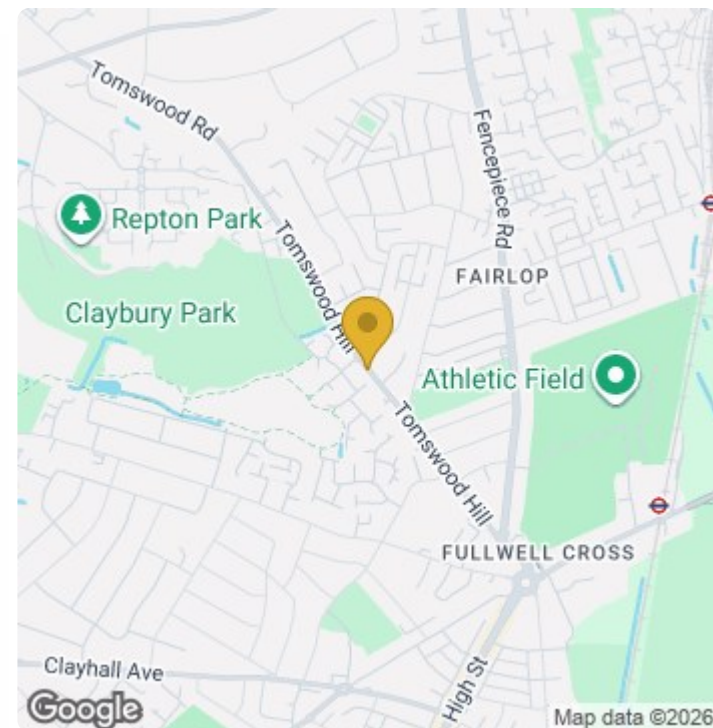 Tomswood Rd
Fencepiece Rd
Repton Park
Tomswood Hill
FAIRLOP
Claybury Park
Athletic Field
Tomswood Hill
FULLWELL CROSS
Clayhall Ave
High St
Google
Map data ©2026